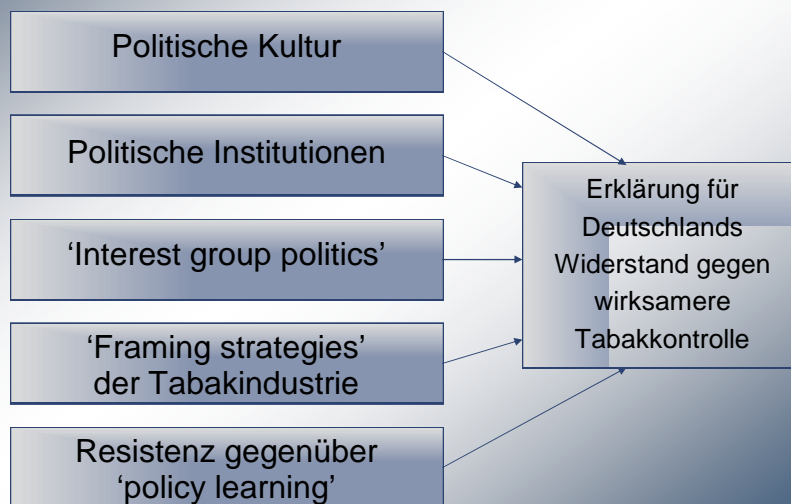 Politische Kultur
Politische Institutionen
‘Interest group politics’
‘Framing strategies’
der Tabakindustrie
Resistenz gegenüber
‘policy learning’
Erklärung für
Deutschlands
Widerstand gegen
wirksamere
Tabakkontrolle